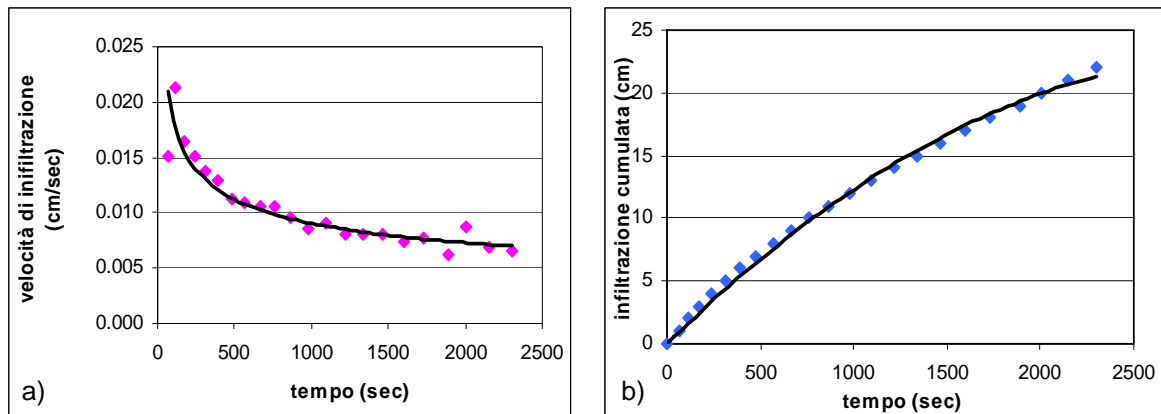 0.025
0.020
0.015
0.010
0.005
0.000
0 500 1000 1500 2000 2500
velocità di inifiltrazione
(cm/sec)
tempo (sec)
a)
25
20
15
10
5
0
0 500 1000 1500 2000 2500
infiltrazione cumulata (cm)
tempo (sec)
b)